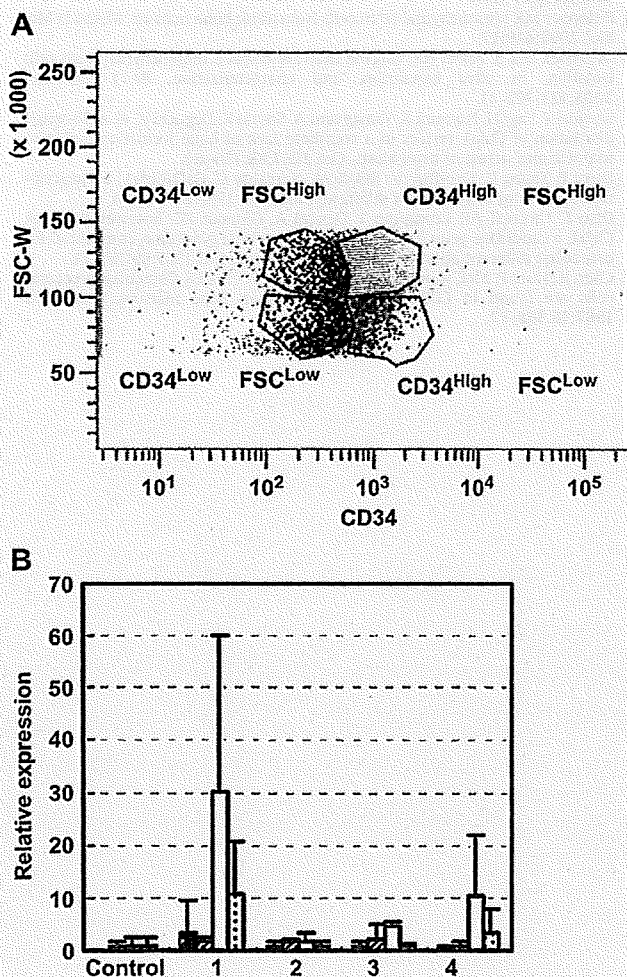 A
250
200
150
100
50
(x 1.000)
FSC-W
CD34Low FSCHigh CD34High FSCHigh
CD34Low FSCLow CD34High FSCLow
10¹ 10² 10³ 10⁴ 10⁵
CD34
B
70
60
50
40
30
20
10
0
Relative expression
Control 1 2 3 4